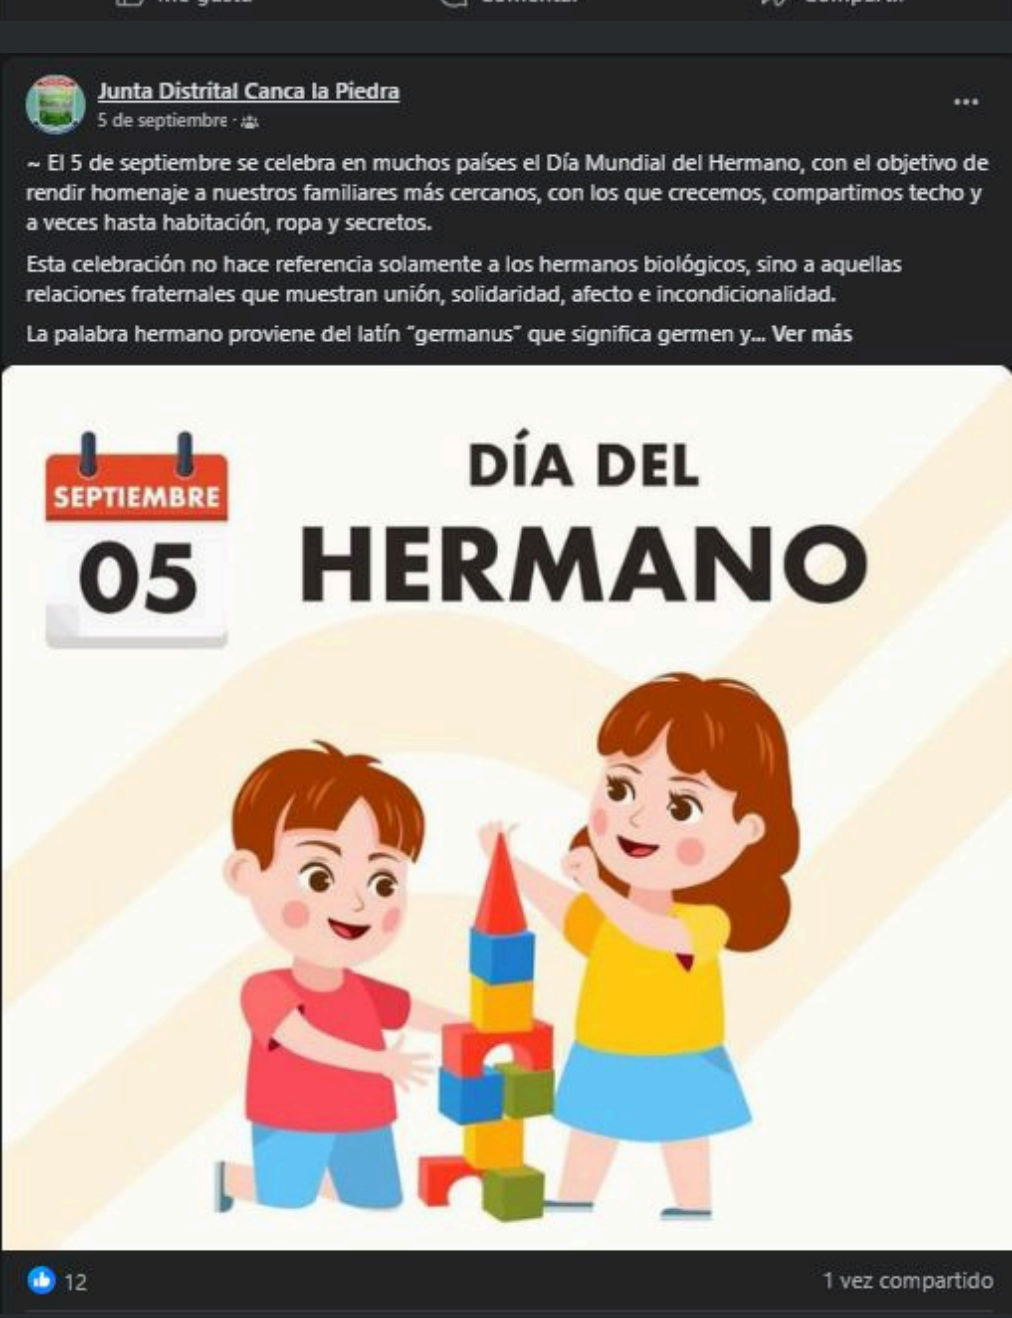 Junta Distrital Canca la Piedra
5 de septiembre ·
~ El 5 de septiembre se celebra en muchos países el Día Mundial del Hermano, con el objetivo de
rendir homenaje a nuestros familiares más cercanos, con los que crecemos, compartimos techo y
a veces hasta habitación, ropa y secretos.
Esta celebración no hace referencia solamente a los hermanos biológicos, sino a aquellas
relaciones fraternales que muestran unión, solidaridad, afecto e incondicionalidad.
La palabra hermano proviene del latín “germanus” que significa germen y... Ver más
SEPTIEMBRE
05
DÍA DEL
HERMANO
12
1 vez compartido